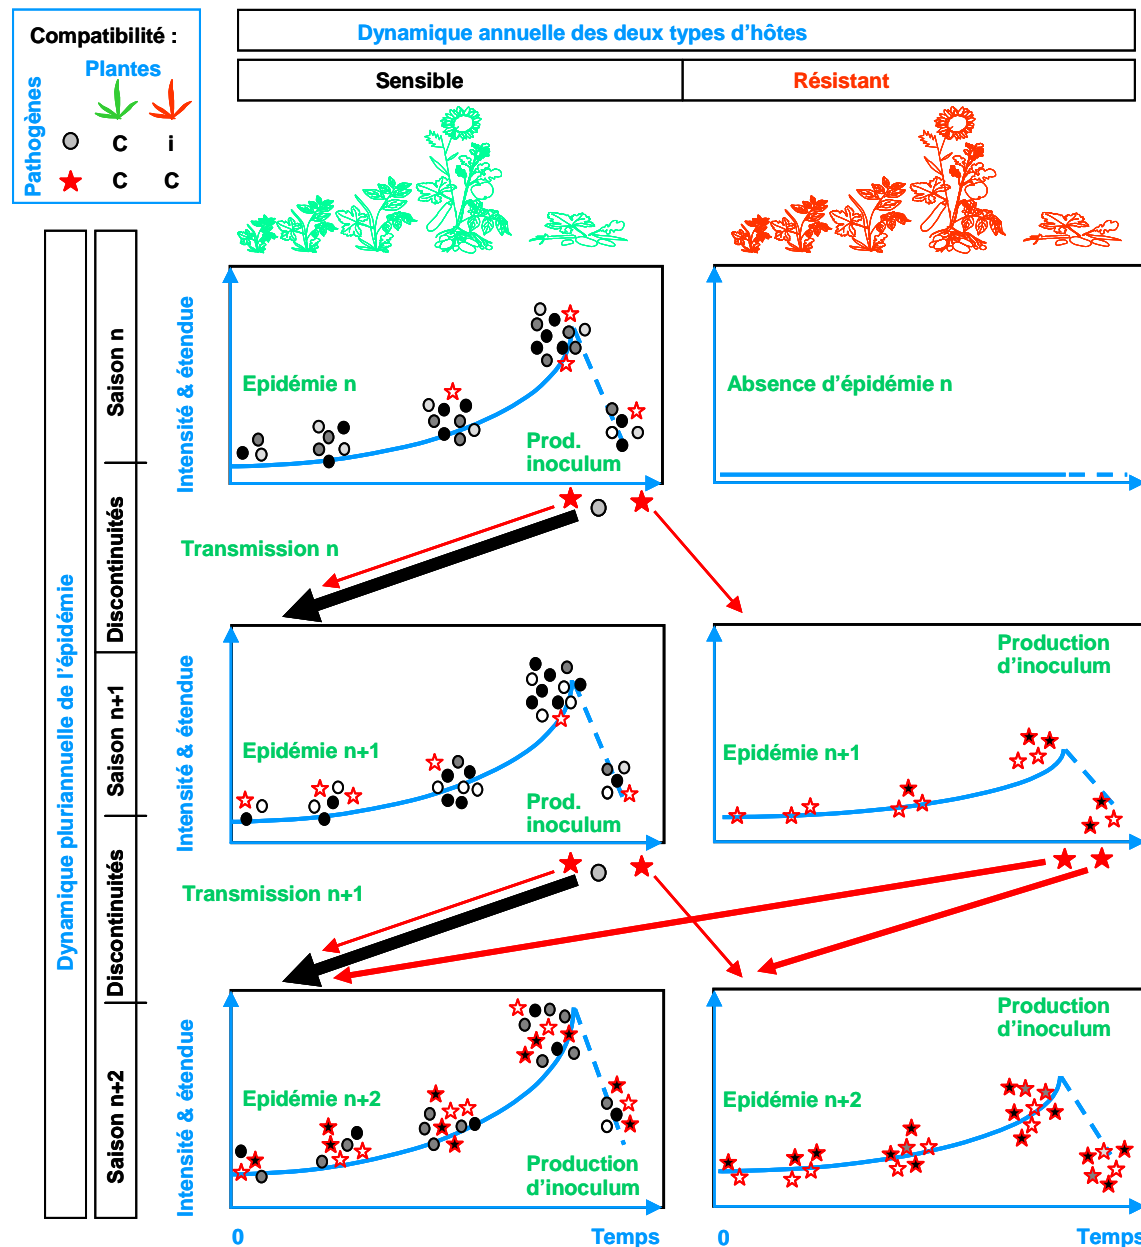 Compatibilité :
Plantes
Pathogènes
C i
C C
Dynamique annuelle des deux types d'hôtes
Sensible
Résistant
Dynamique pluriannuelle de l'épidémie
Saison n
Intensité & étendue
Epidémie n
Prod.
inoculum
Absence d'épidémie n
Discontinuités
Transmission n
Saison n+1
Intensité & étendue
Epidémie n+1
Prod.
inoculum
Production
d'inoculum
Epidémie n+1
Discontinuités
Transmission n+1
Saison n+2
Intensité & étendue
Epidémie n+2
Production
d'inoculum
Production
d'inoculum
Epidémie n+2
0
Temps
0
Temps